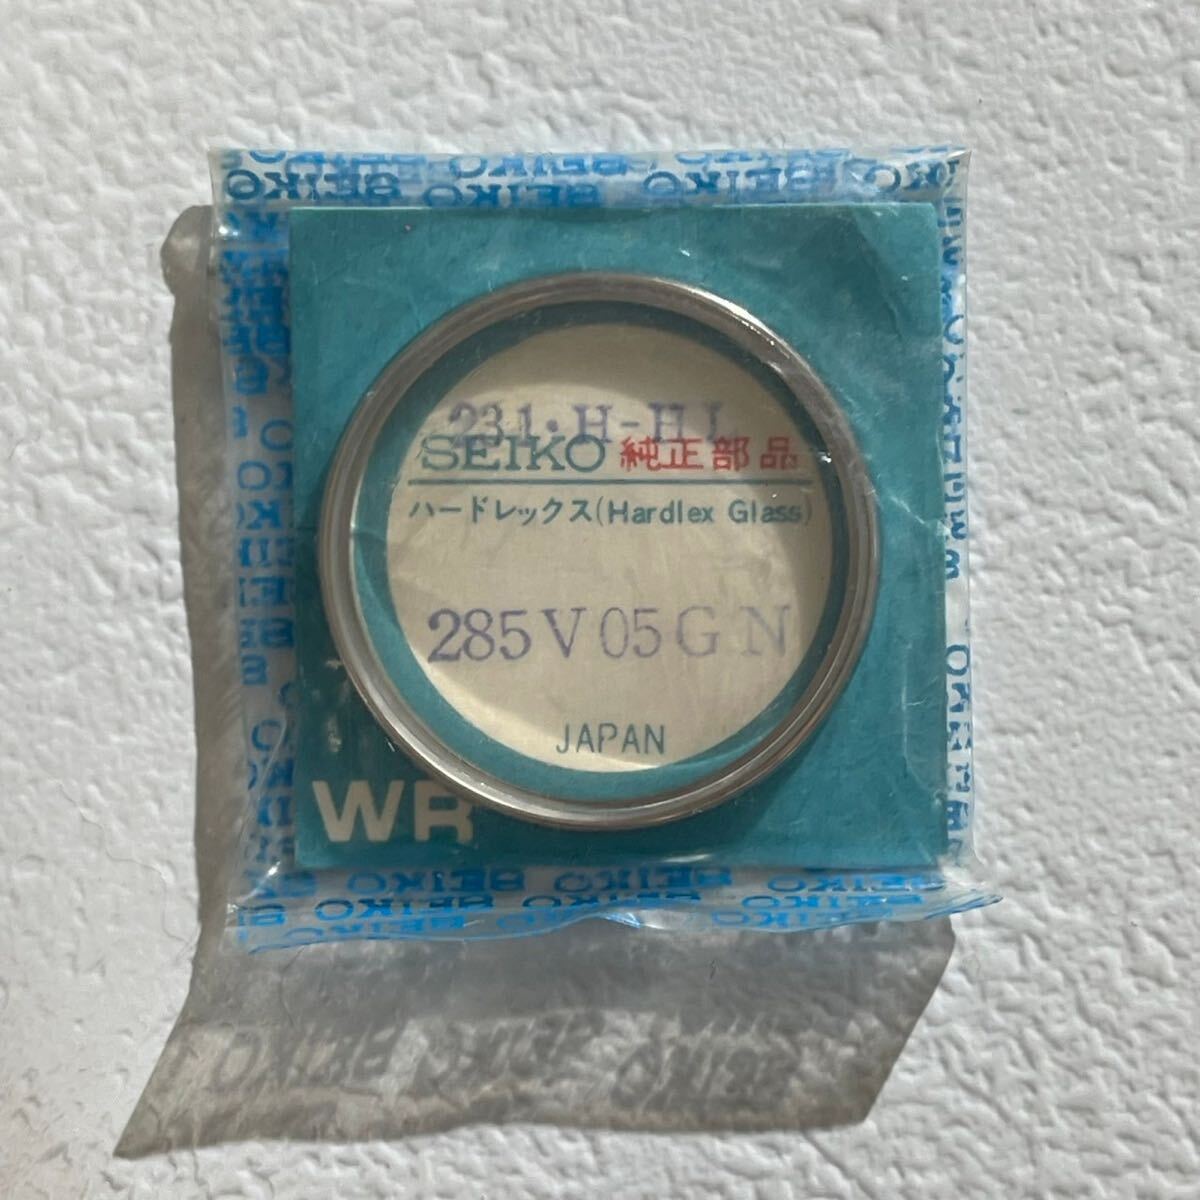 231・H-HL
SEIKO 純正部品
ハードレックス(Hardlex Glass)
285V05GN
JAPAN
WR